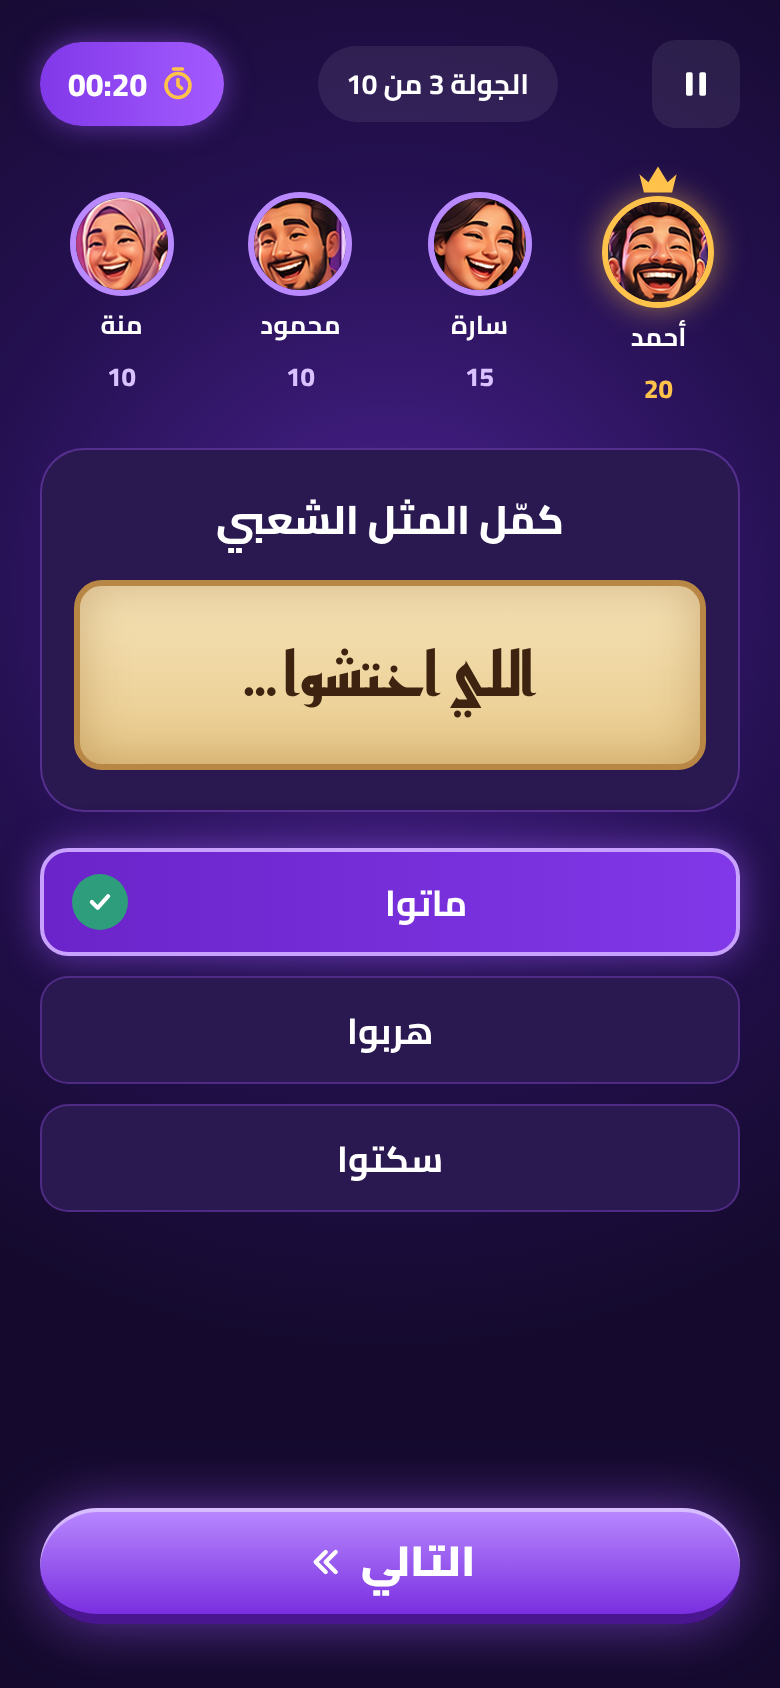 الجولة 3 من 10
00:20
أحمد
سارة
محمود
منة
20
15
10
10
كمّل المثل الشعبي
اللي اختشوا ...
ماتوا
هربوا
سكتوا
التالي